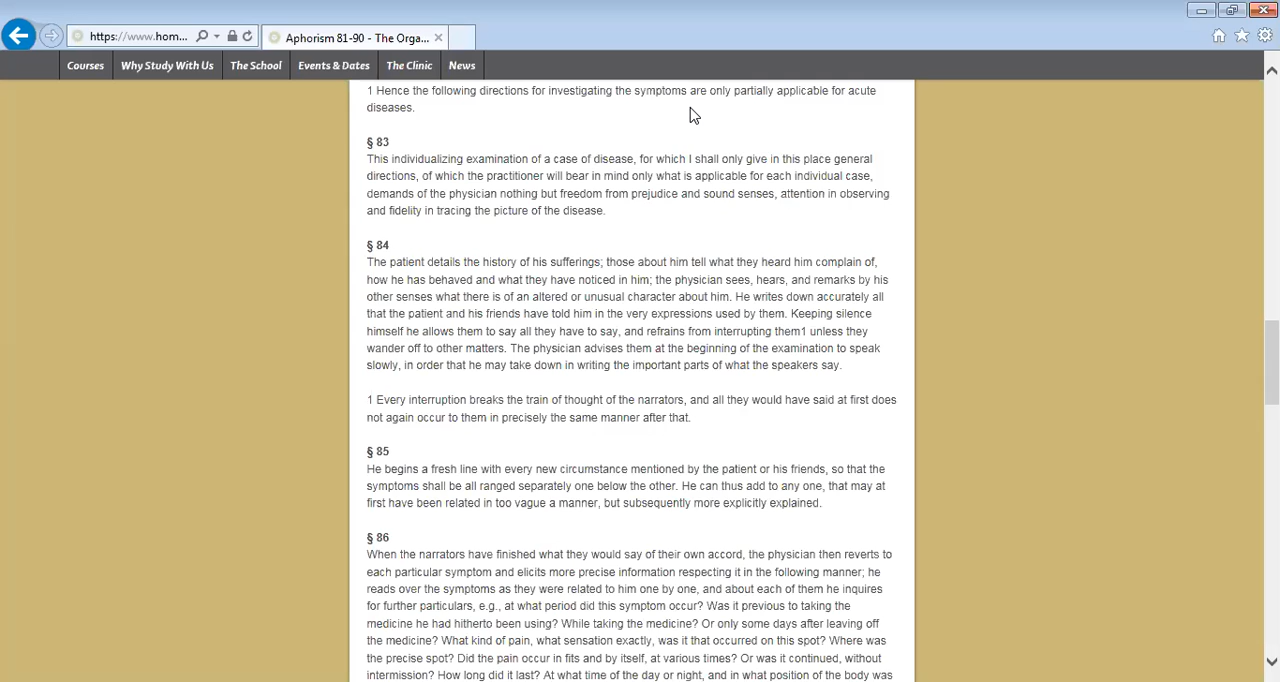 https://www.hom...
Aphorism 81-90 - The Orga...
Courses
Why Study With Us
The School
Events & Dates
The Clinic
News
1 Hence the following directions for investigating the symptoms are only partially applicable for acute
diseases.
§ 83
This individualizing examination of a case of disease, for which I shall only give in this place general
directions, of which the practitioner will bear in mind only what is applicable for each individual case,
demands of the physician nothing but freedom from prejudice and sound senses, attention in observing
and fidelity in tracing the picture of the disease.
§ 84
The patient details the history of his sufferings; those about him tell what they heard him complain of,
how he has behaved and what they have noticed in him; the physician sees, hears, and remarks by his
other senses what there is of an altered or unusual character about him. He writes down accurately all
that the patient and his friends have told him in the very expressions used by them. Keeping silence
himself he allows them to say all they have to say, and refrains from interrupting them1 unless they
wander off to other matters. The physician advises them at the beginning of the examination to speak
slowly, in order that he may take down in writing the important parts of what the speakers say.
1 Every interruption breaks the train of thought of the narrators, and all they would have said at first does
not again occur to them in precisely the same manner after that.
§ 85
He begins a fresh line with every new circumstance mentioned by the patient or his friends, so that the
symptoms shall be all ranged separately one below the other. He can thus add to any one, that may at
first have been related in too vague a manner, but subsequently more explicitly explained.
§ 86
When the narrators have finished what they would say of their own accord, the physician then reverts to
each particular symptom and elicits more precise information respecting it in the following manner; he
reads over the symptoms as they were related to him one by one, and about each of them he inquires
for further particulars, e.g., at what period did this symptom occur? Was it previous to taking the
medicine he had hitherto been using? While taking the medicine? Or only some days after leaving off
the medicine? What kind of pain, what sensation exactly, was it that occurred on this spot? Where was
the precise spot? Did the pain occur in fits and by itself, at various times? Or was it continued, without
intermission? How long did it last? At what time of the day or night, and in what position of the body was